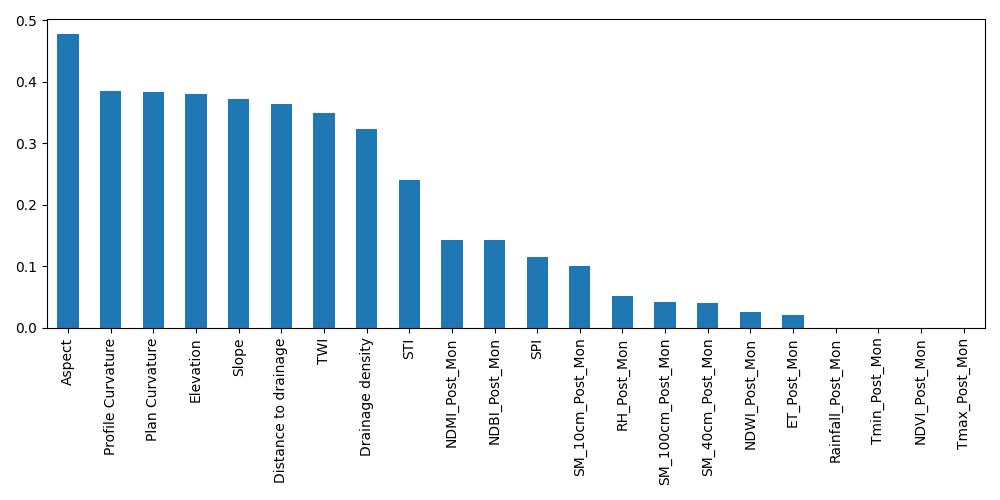 0.5
0.4
0.3
0.2
0.1
0.0
Aspect
Profile Curvature
Plan Curvature
Elevation
Slope
Distance to drainage
TWI
Drainage density
STI
NDMI_Post_Mon
NDBI_Post_Mon
SPI
SM_10cm_Post_Mon
RH_Post_Mon
SM_100cm_Post_Mon
SM_40cm_Post_Mon
NDWI_Post_Mon
ET_Post_Mon
Rainfall_Post_Mon
Tmin_Post_Mon
NDVI_Post_Mon
Tmax_Post_Mon